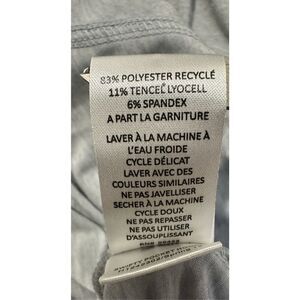 83% POLYESTER RECYCLÉ
11% TENCEL LYOCELL
6% SPANDEX
A PART LA GARNITURE
LAVER À LA MACHINE À
L'EAU FROIDE
CYCLE DÉLICAT
LAVER AVEC DES
COULEURS SIMILAIRES
NE PAS JAVELLISER
SECHER À LA MACHINE
CYCLE DOUX
NE PAS REPASSER
NE PAS UTILISER
D'ASSOUPLISSANT